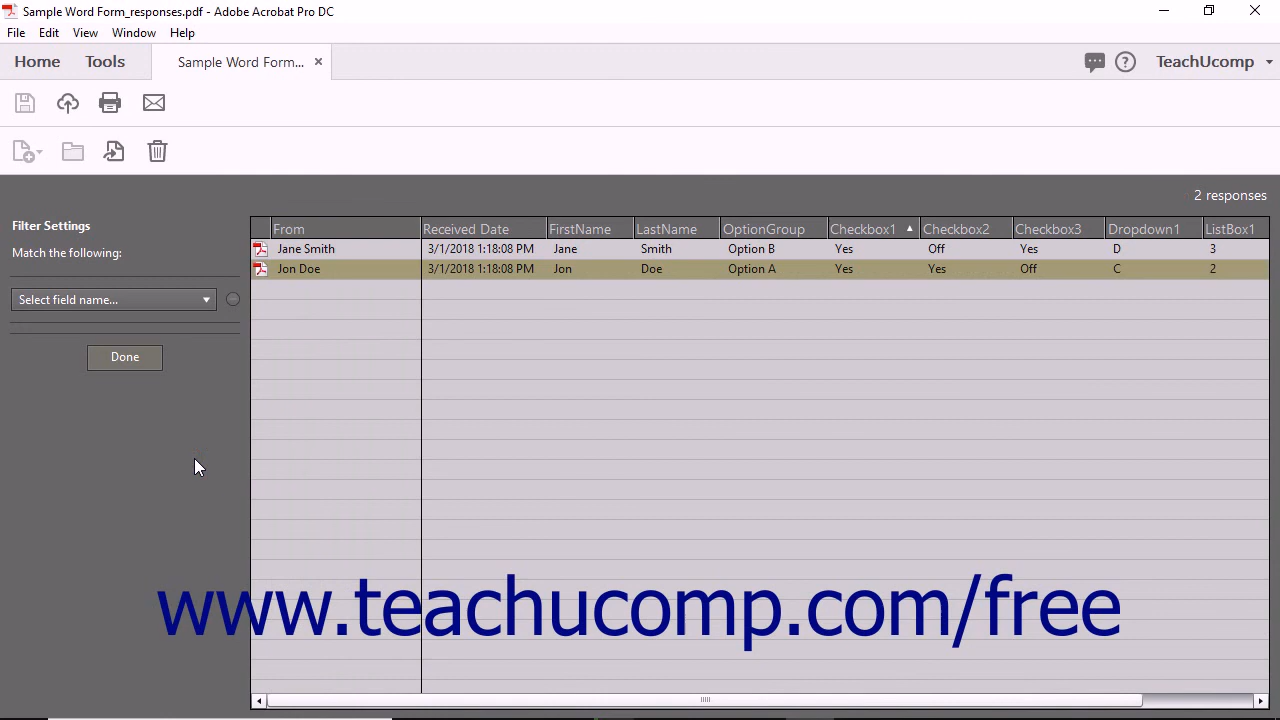 Sample Word Form_responses.pdf - Adobe Acrobat Pro DC
File Edit View Window Help
Home Tools Sample Word Form... × TeachUcomp
2 responses
Filter Settings
Match the following:
Select field name...
Done
From Received Date FirstName LastName OptionGroup Checkbox1 Checkbox2 Checkbox3 Dropdown1 ListBox1
Jane Smith 3/1/2018 1:18:08 PM Jane Smith Option B Yes Off Yes D 3
Jon Doe 3/1/2018 1:18:08 PM Jon Doe Option A Yes Yes Off C 2
www.teachucomp.com/free